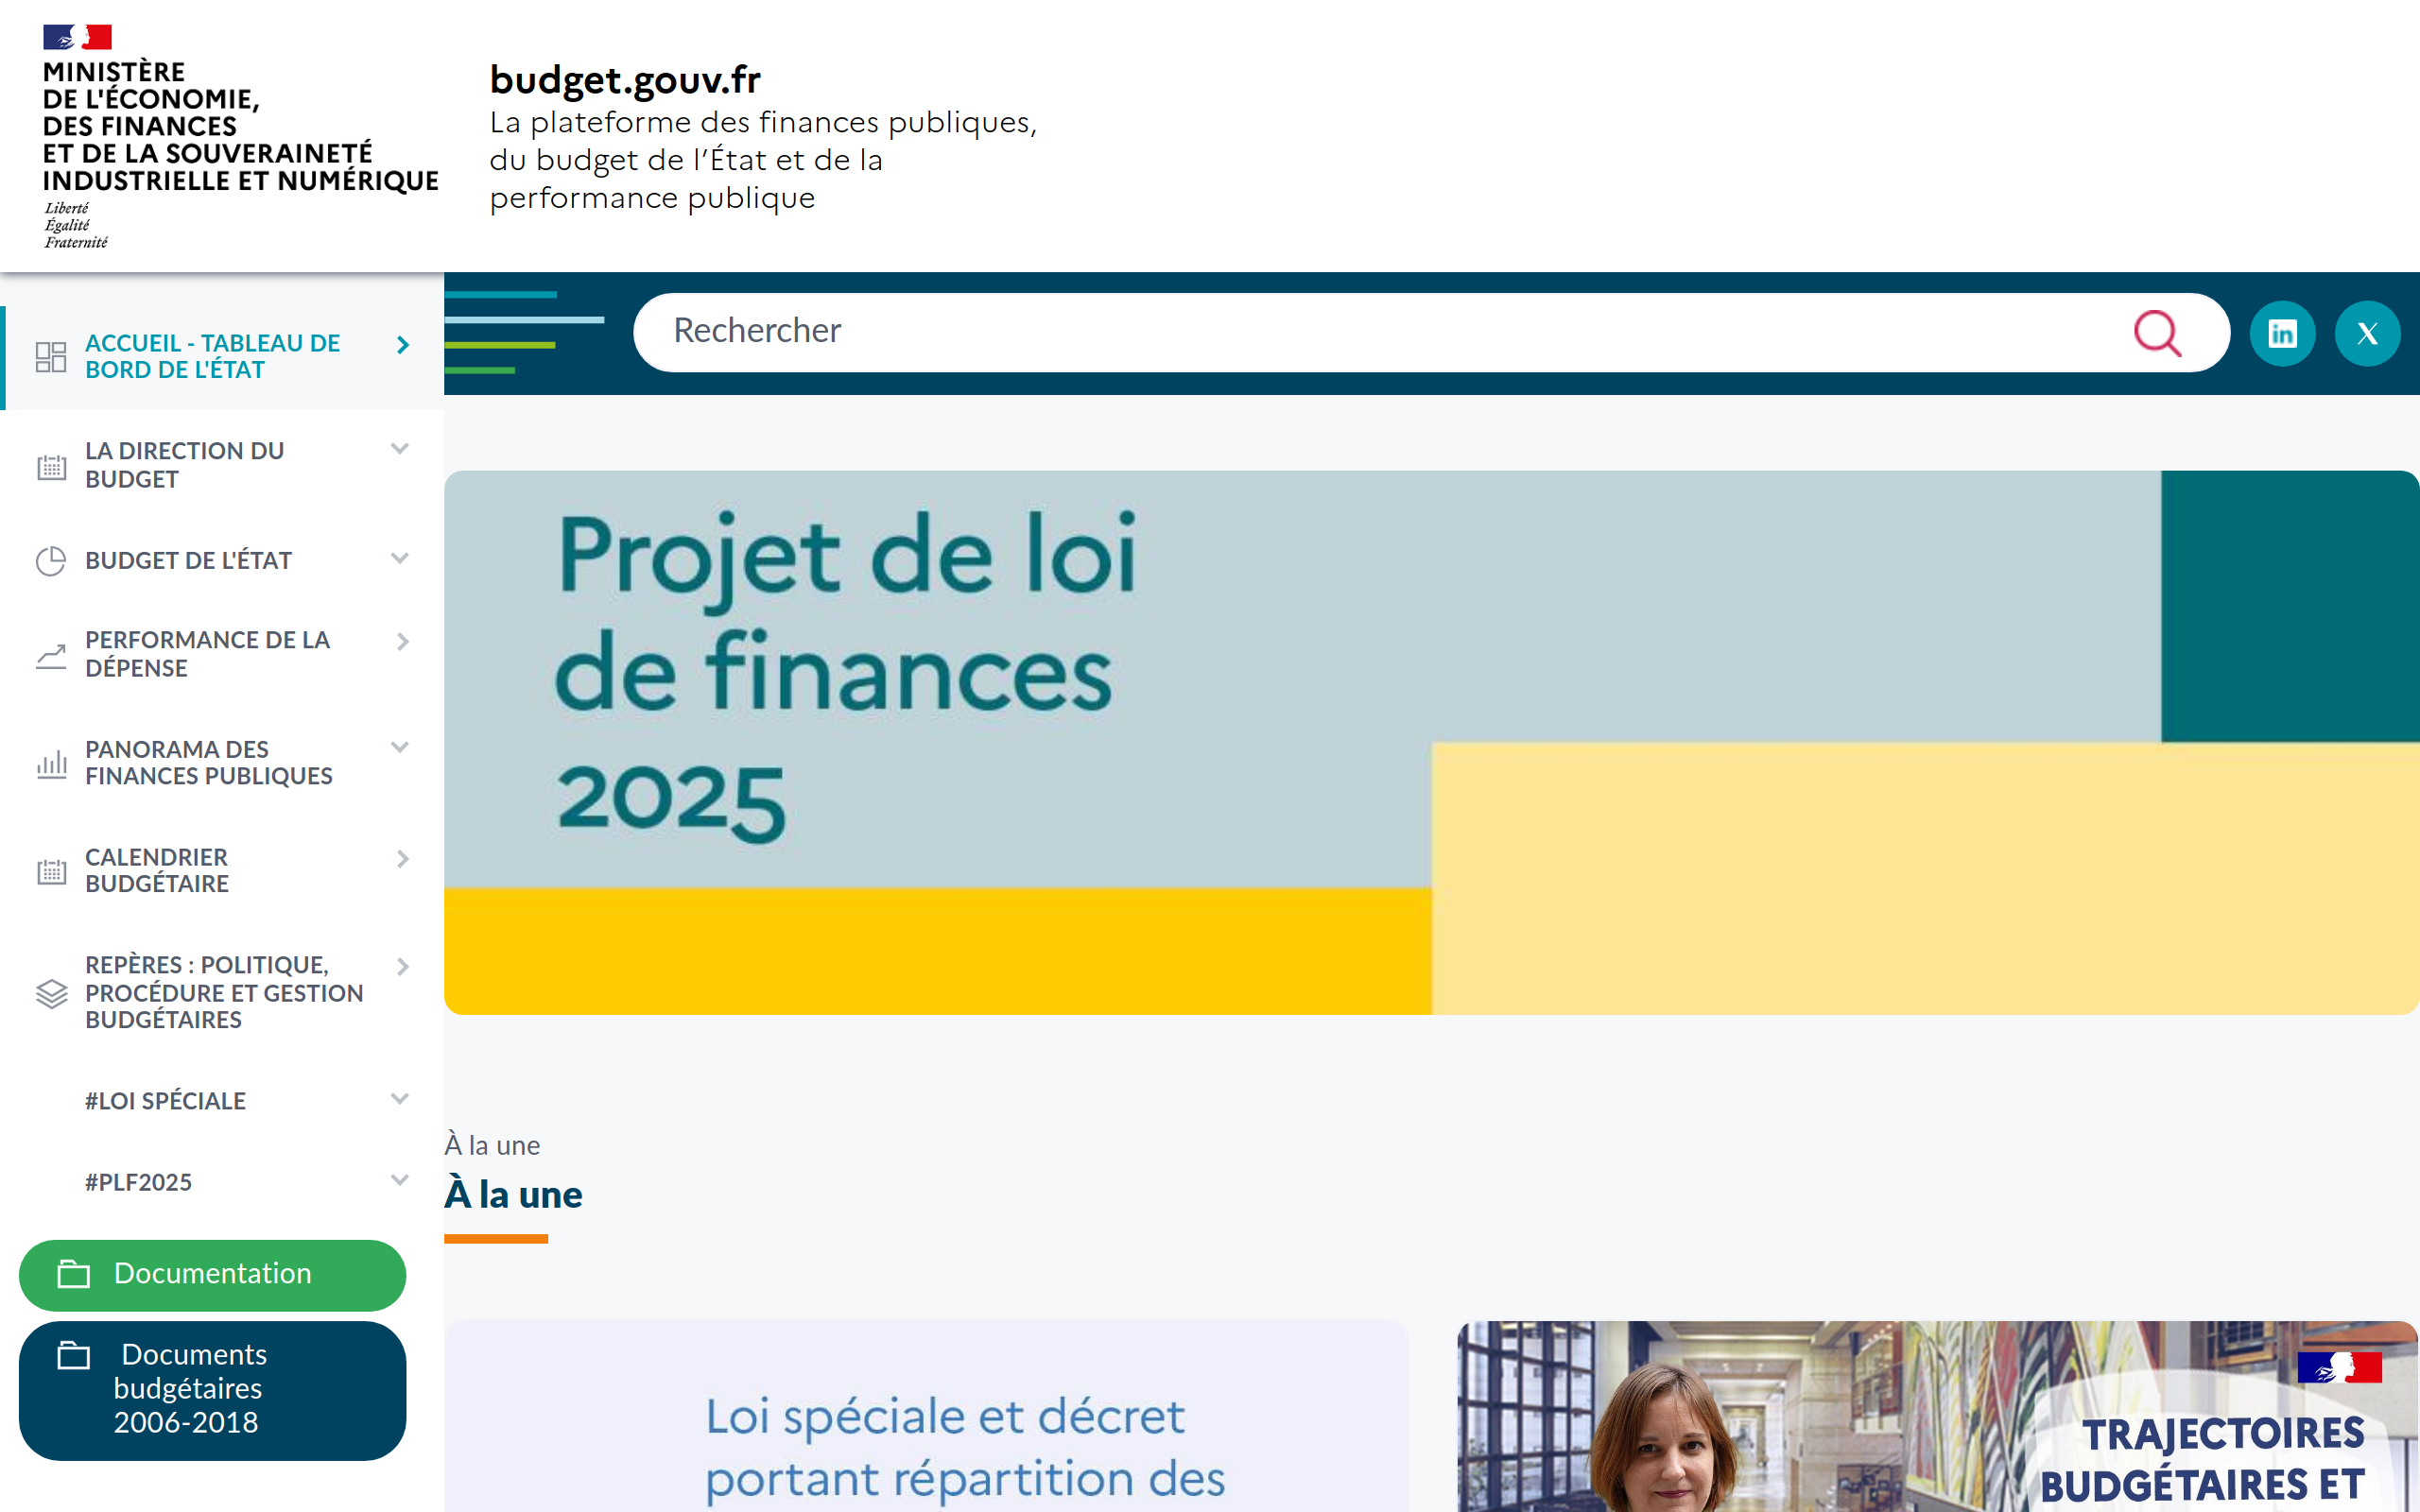 MINISTÈRE
DE L'ÉCONOMIE,
DES FINANCES
ET DE LA SOUVERAINETÉ
INDUSTRIELLE ET NUMÉRIQUE
Liberté
Égalité
Fraternité
budget.gouv.fr
La plateforme des finances publiques,
du budget de l’État et de la
performance publique
Rechercher
in
X
ACCUEIL - TABLEAU DE
BORD DE L'ÉTAT
LA DIRECTION DU
BUDGET
BUDGET DE L'ÉTAT
PERFORMANCE DE LA
DÉPENSE
PANORAMA DES
FINANCES PUBLIQUES
CALENDRIER
BUDGÉTAIRE
REPÈRES : POLITIQUE,
PROCÉDURE ET GESTION
BUDGÉTAIRES
#LOI SPÉCIALE
#PLF2025
Documentation
Documents
budgétaires
2006-2018
Projet de loi
de finances
2025
À la une
À la une
Loi spéciale et décret
portant répartition des
TRAJECTOIRES
BUDGÉTAIRES ET